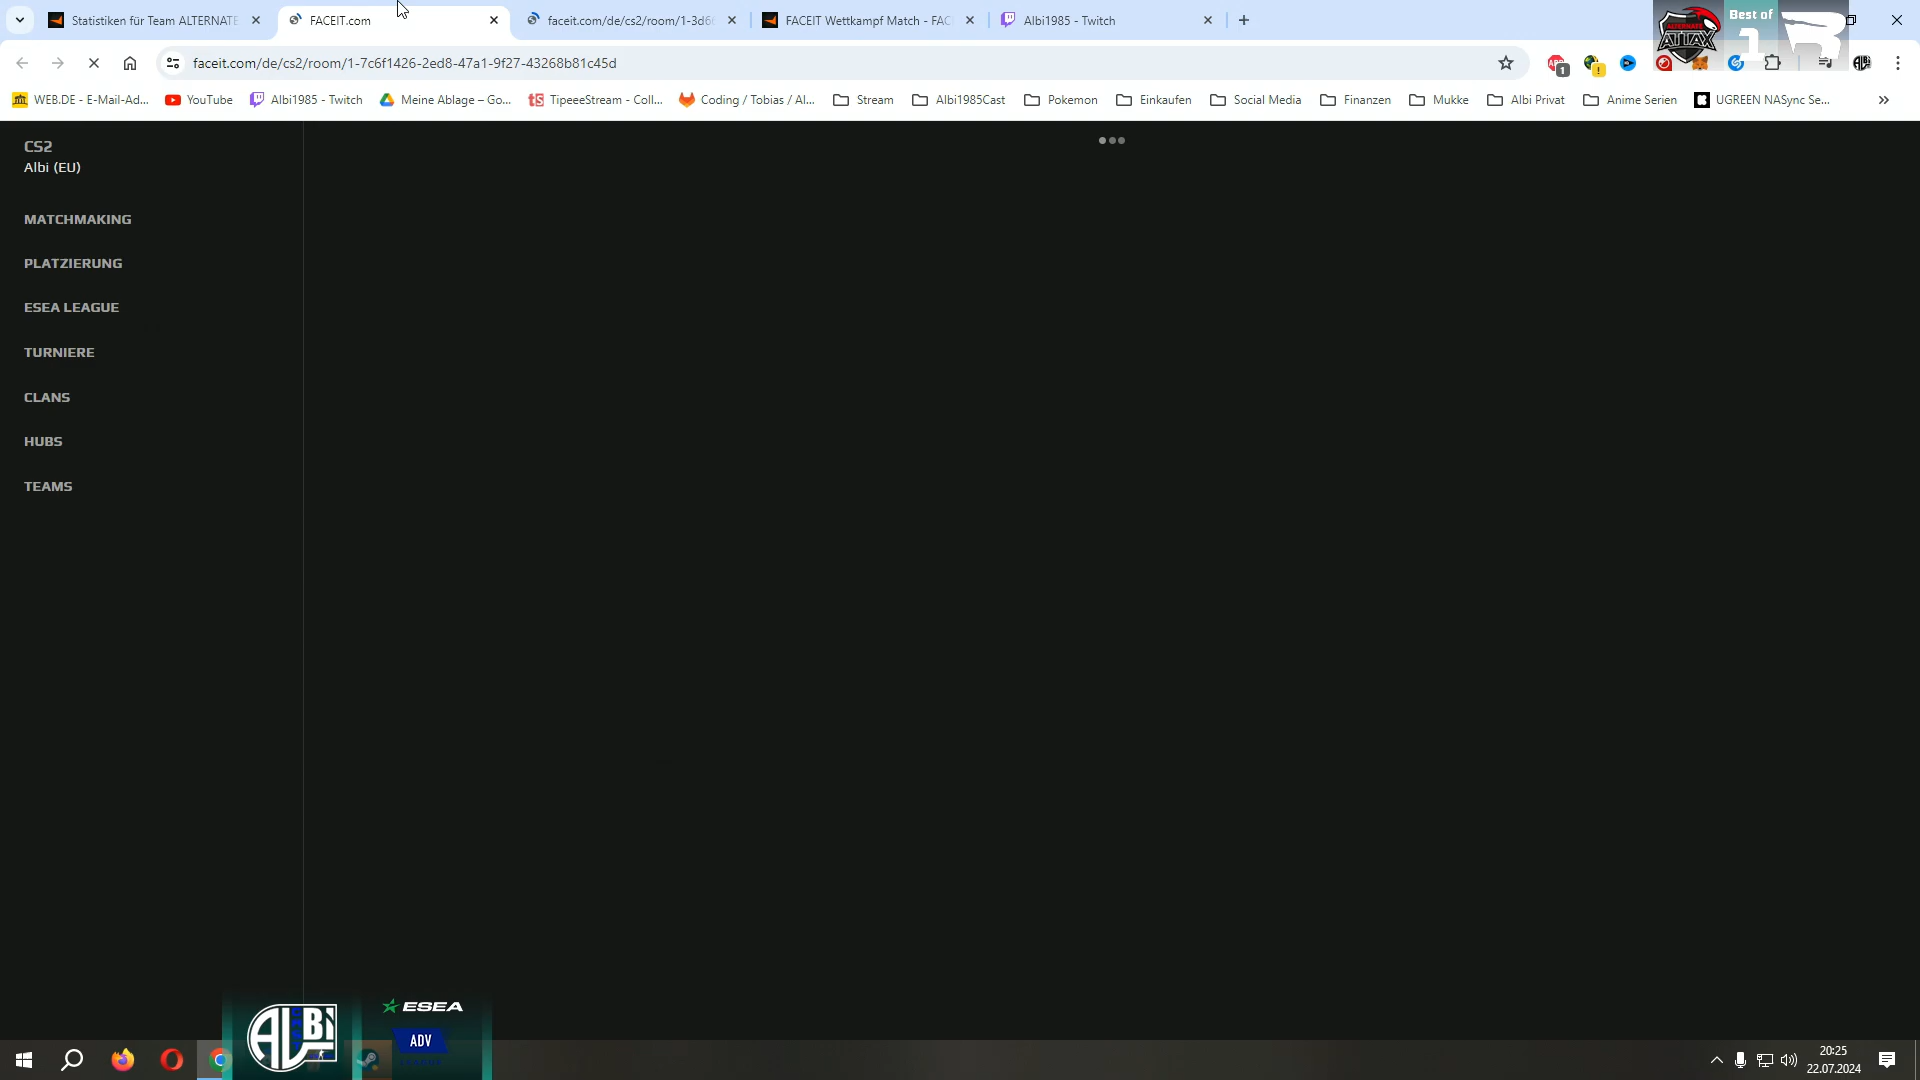 Statistiken für Team ALTERNATE
FACEIT.com
faceit.com/de/cs2/room/1-3d6
FACEIT Wettkampf Match - FAC
Albi1985 - Twitch
Best of
1
ALTERNATE
ATTAX
faceit.com/de/cs2/room/1-7c6f1426-2ed8-47a1-9f27-43268b81c45d
WEB.DE - E-Mail-Ad...
YouTube
Albi1985 - Twitch
Meine Ablage – Go...
TipeeeStream - Coll...
Coding / Tobias / Al...
Stream
Albi1985Cast
Pokemon
Einkaufen
Social Media
Finanzen
Mukke
Albi Privat
Anime Serien
UGREEN NASync Se...
CS2
Albi (EU)
MATCHMAKING
PLATZIERUNG
ESEA LEAGUE
TURNIERE
CLANS
HUBS
TEAMS
ALBi
ESEA
ADV
20:25
22.07.2024